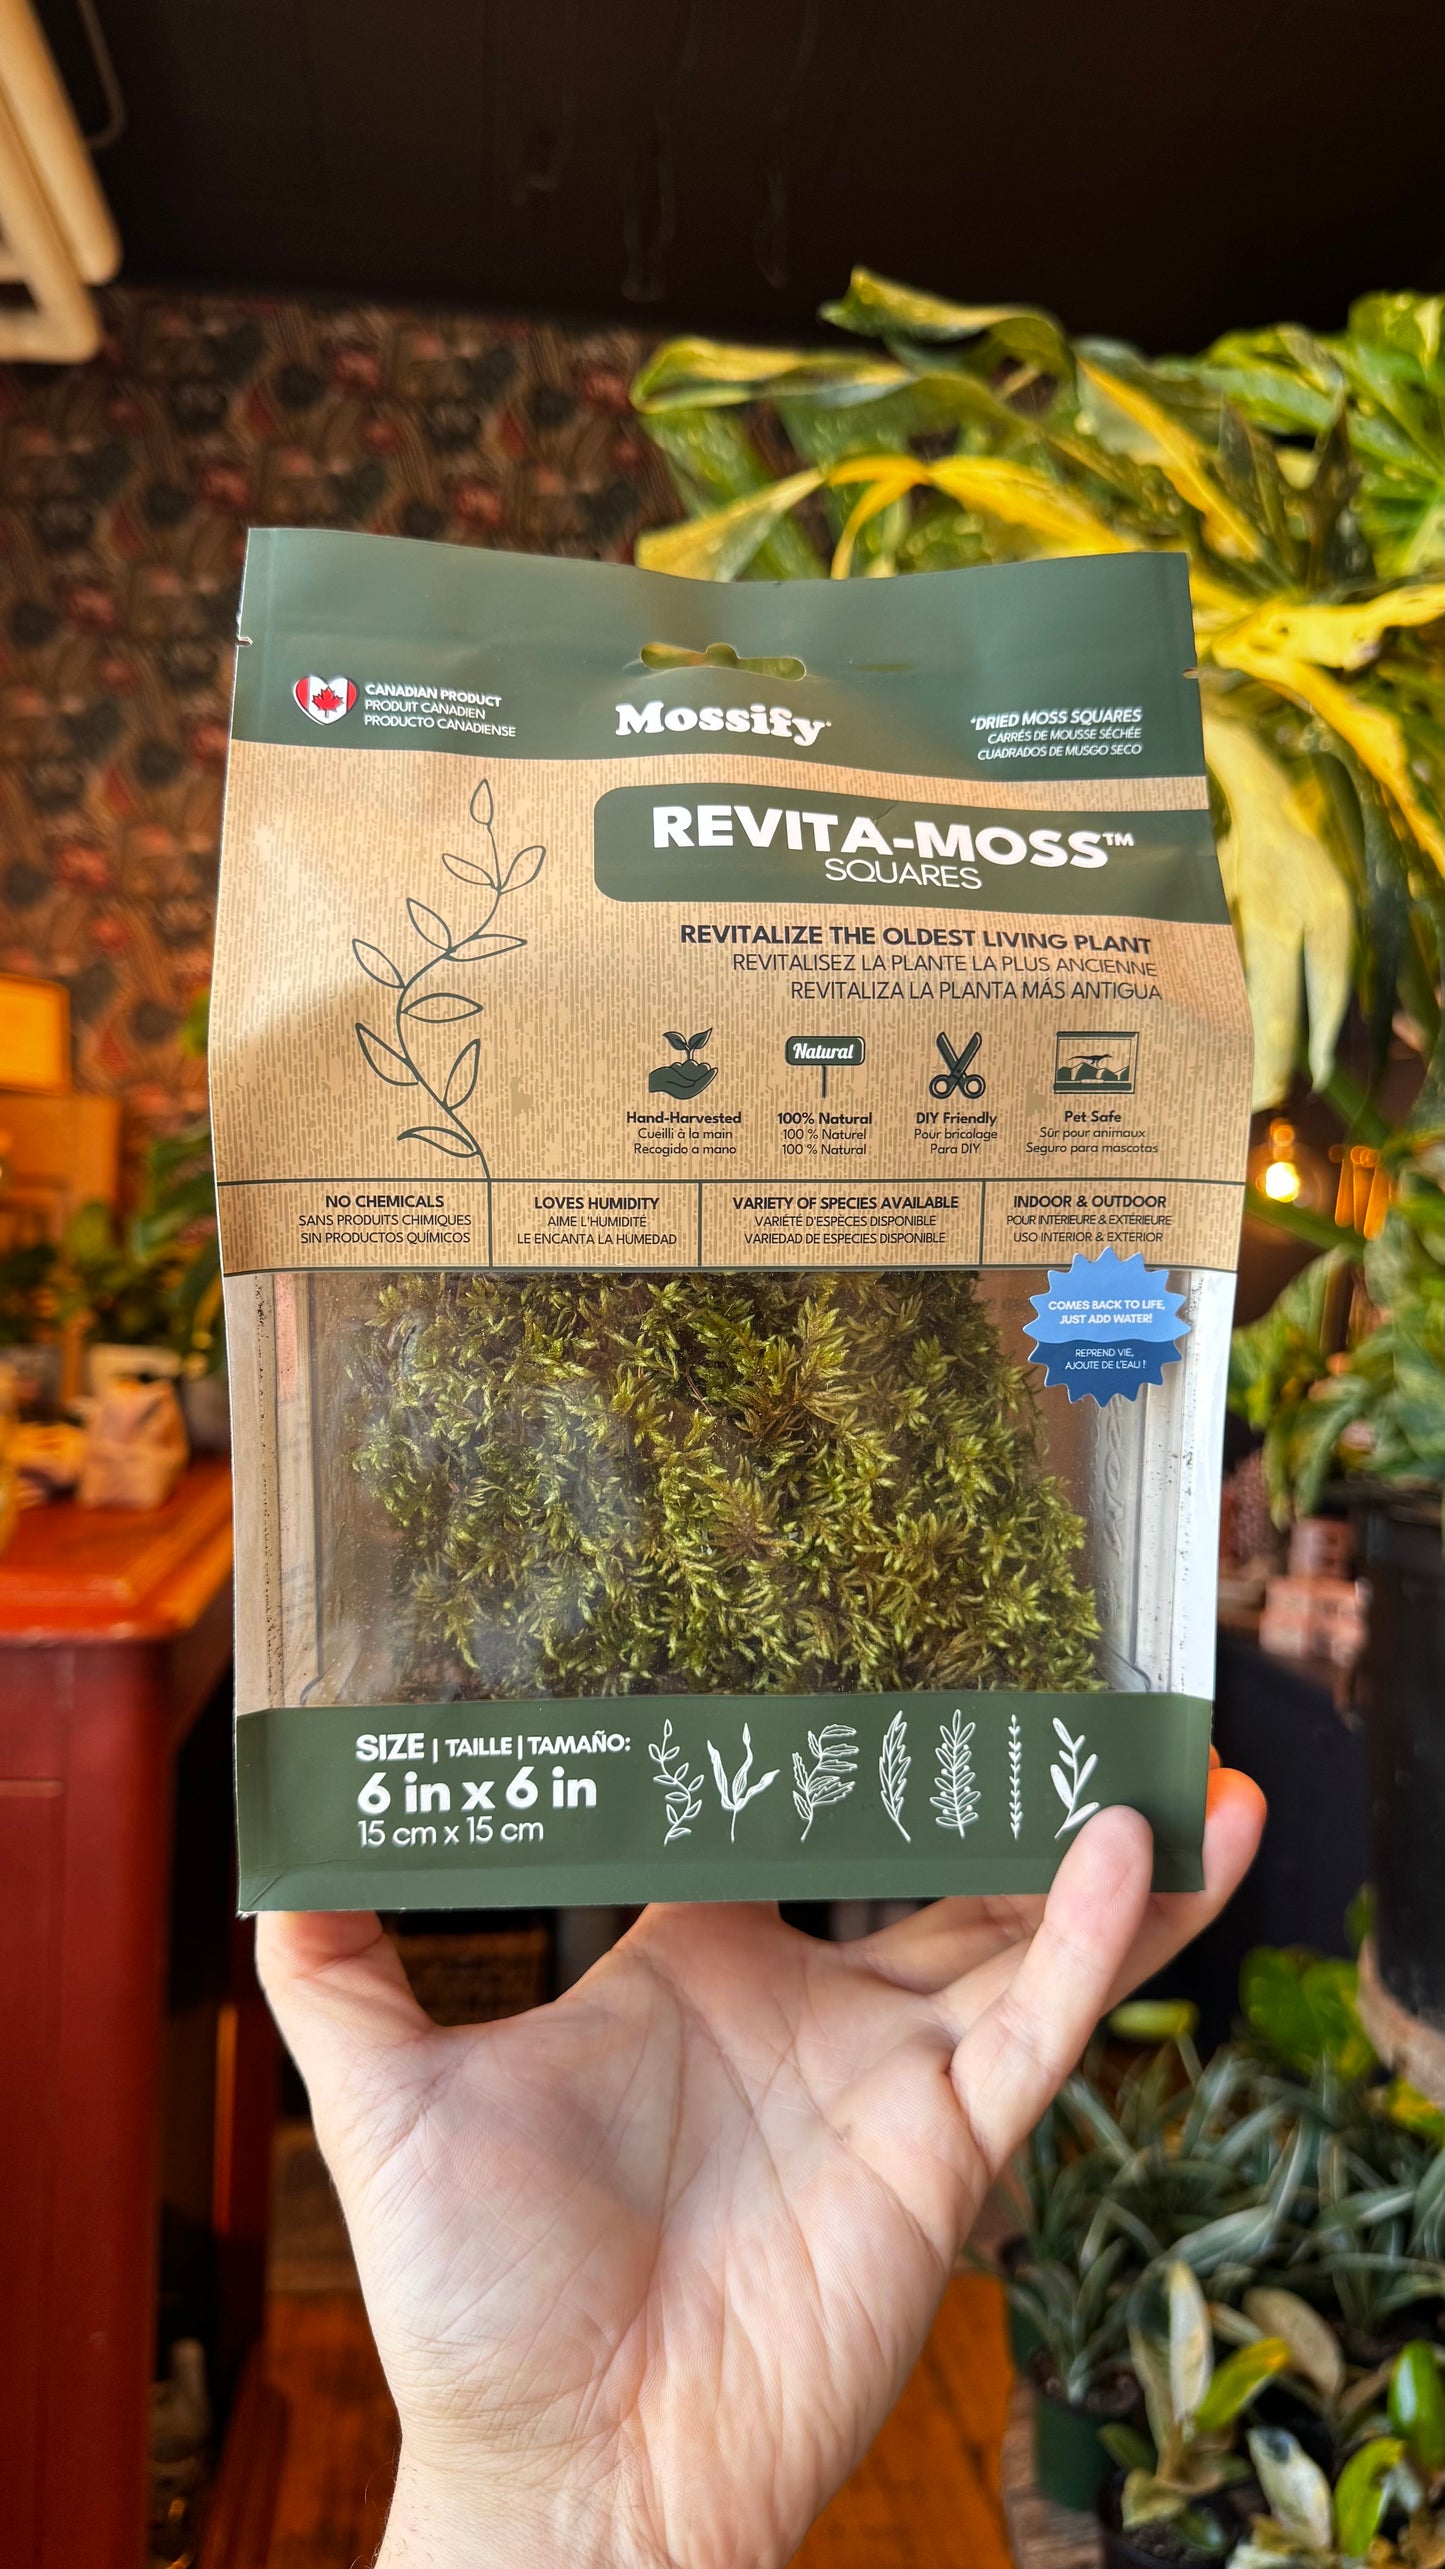 CANADIAN PRODUCT
PRODUIT CANADIEN
PRODUCTO CANADIENSE
Mossify
*DRIED MOSS SQUARES
CARRÉS DE MOUSSE SÉCHÉE
CUADRADOS DE MUSGO SECO
REVITA-MOSS™
SQUARES
REVITALIZE THE OLDEST LIVING PLANT
REVITALISEZ LA PLANTE LA PLUS ANCIENNE
REVITALIZA LA PLANTA MÁS ANTIGUA
Natural
Hand-Harvested
Cueilli à la main
Recogido a mano
100% Natural
100 % Naturel
100 % Natural
DIY Friendly
Pour bricolage
Para DIY
Pet Safe
Sûr pour animaux
Seguro para mascotas
NO CHEMICALS
SANS PRODUITS CHIMIQUES
SIN PRODUCTOS QUÍMICOS
LOVES HUMIDITY
AIME L'HUMIDITÉ
LE ENCANTA LA HUMEDAD
VARIETY OF SPECIES AVAILABLE
VARIÉTÉ D'ESPÈCES DISPONIBLE
VARIEDAD DE ESPECIES DISPONIBLE
INDOOR & OUTDOOR
POUR INTÉRIEURE & EXTÉRIEURE
USO INTERIOR & EXTERIOR
COMES BACK TO LIFE,
JUST ADD WATER!
REPREND VIE,
AJOUTE DE L'EAU !
SIZE | TAILLE | TAMAÑO:
6 in x 6 in
15 cm x 15 cm